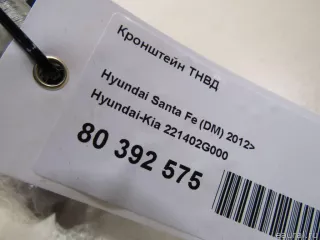 Кронштейн ТНВД
Hyundai Santa Fe (DM) 2012>
Hyundai-Kia 221402G000
80 392 575